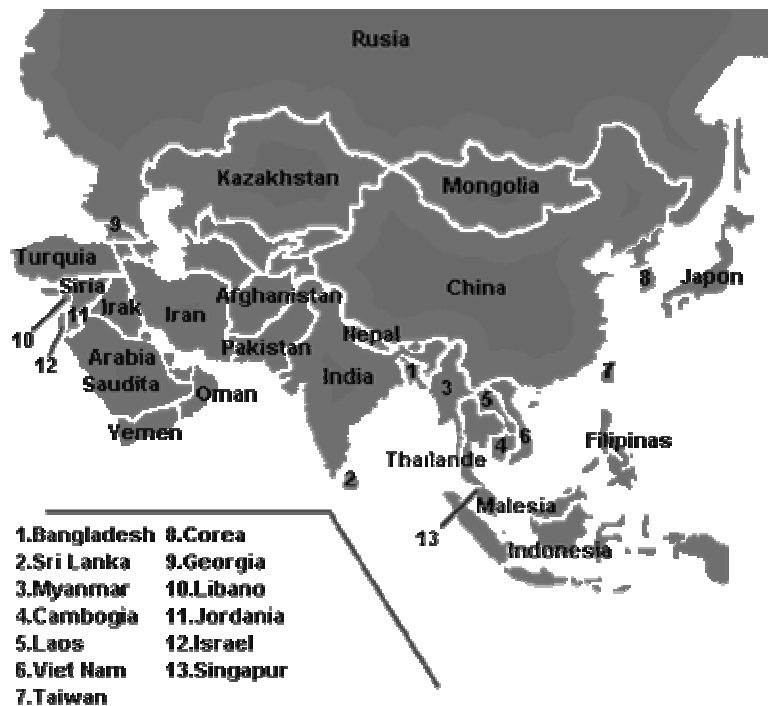 Rusia
Kazakhstan
Mongolia
9
Turquia
Siria
Irak
11
10
12
Iran
Afghanistan
China
8
Japon
Arabia
Saudita
Pakistan
Nepal
India
1
3
5
7
Oman
Yemen
4
6
Thailande
Filipinas
2
Malesia
13
Indonesia
1.Bangladesh 8.Corea
2.Sri Lanka 9.Georgia
3.Myanmar 10.Libano
4.Cambogia 11.Jordania
5.Laos 12.Israel
6.Viet Nam 13.Singapur
7.Taiwan